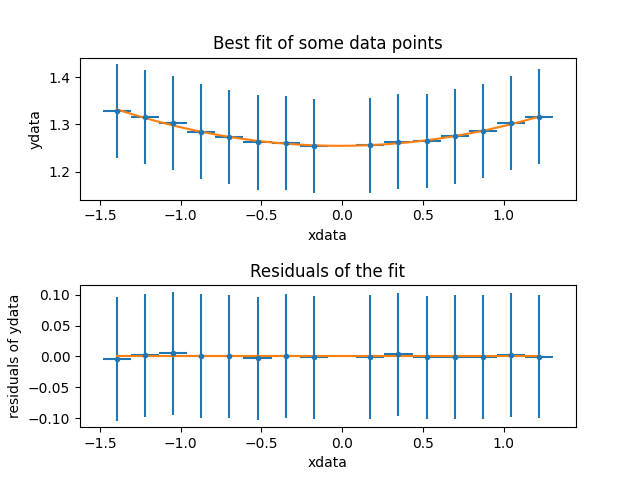 Best fit of some data points
1.4
1.3
1.2
ydata
−1.5 −1.0 −0.5 0.0 0.5 1.0
xdata
Residuals of the fit
0.10
0.05
0.00
−0.05
−0.10
residuals of ydata
−1.5 −1.0 −0.5 0.0 0.5 1.0
xdata